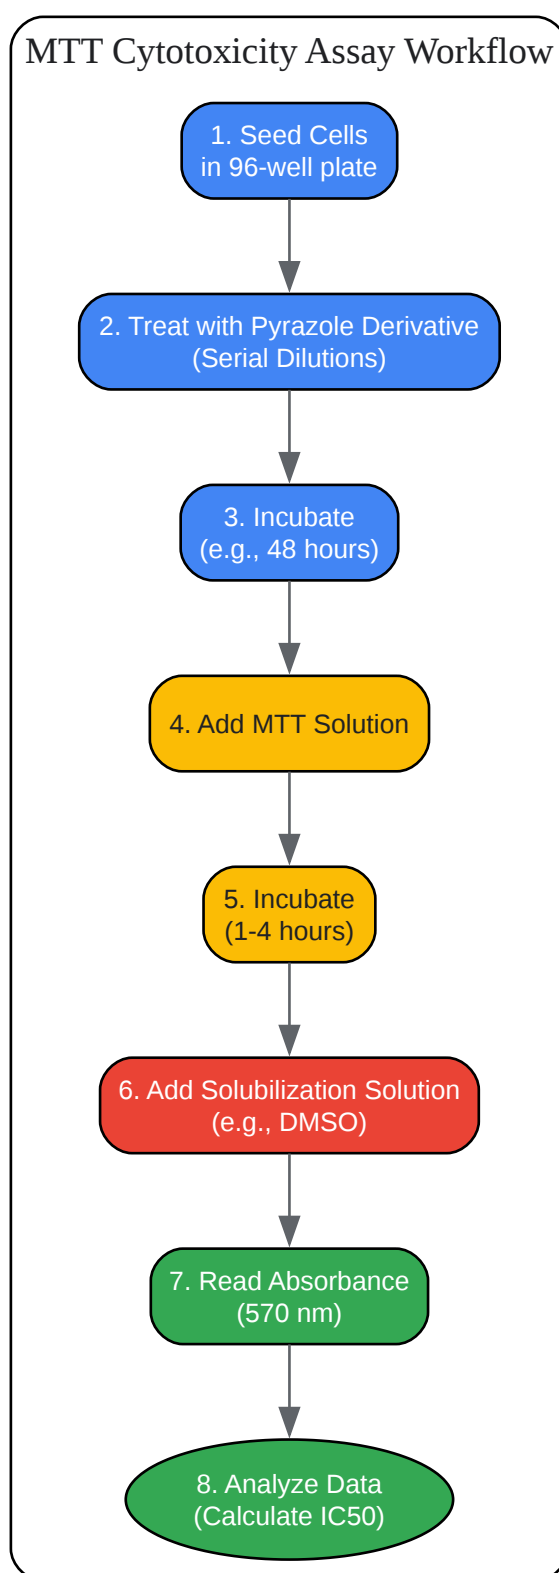 MTT Cytotoxicity Assay Workflow
1. Seed Cells
in 96-well plate
2. Treat with Pyrazole Derivative
(Serial Dilutions)
3. Incubate
(e.g., 48 hours)
4. Add MTT Solution
5. Incubate
(1-4 hours)
6. Add Solubilization Solution
(e.g., DMSO)
7. Read Absorbance
(570 nm)
8. Analyze Data
(Calculate IC50)